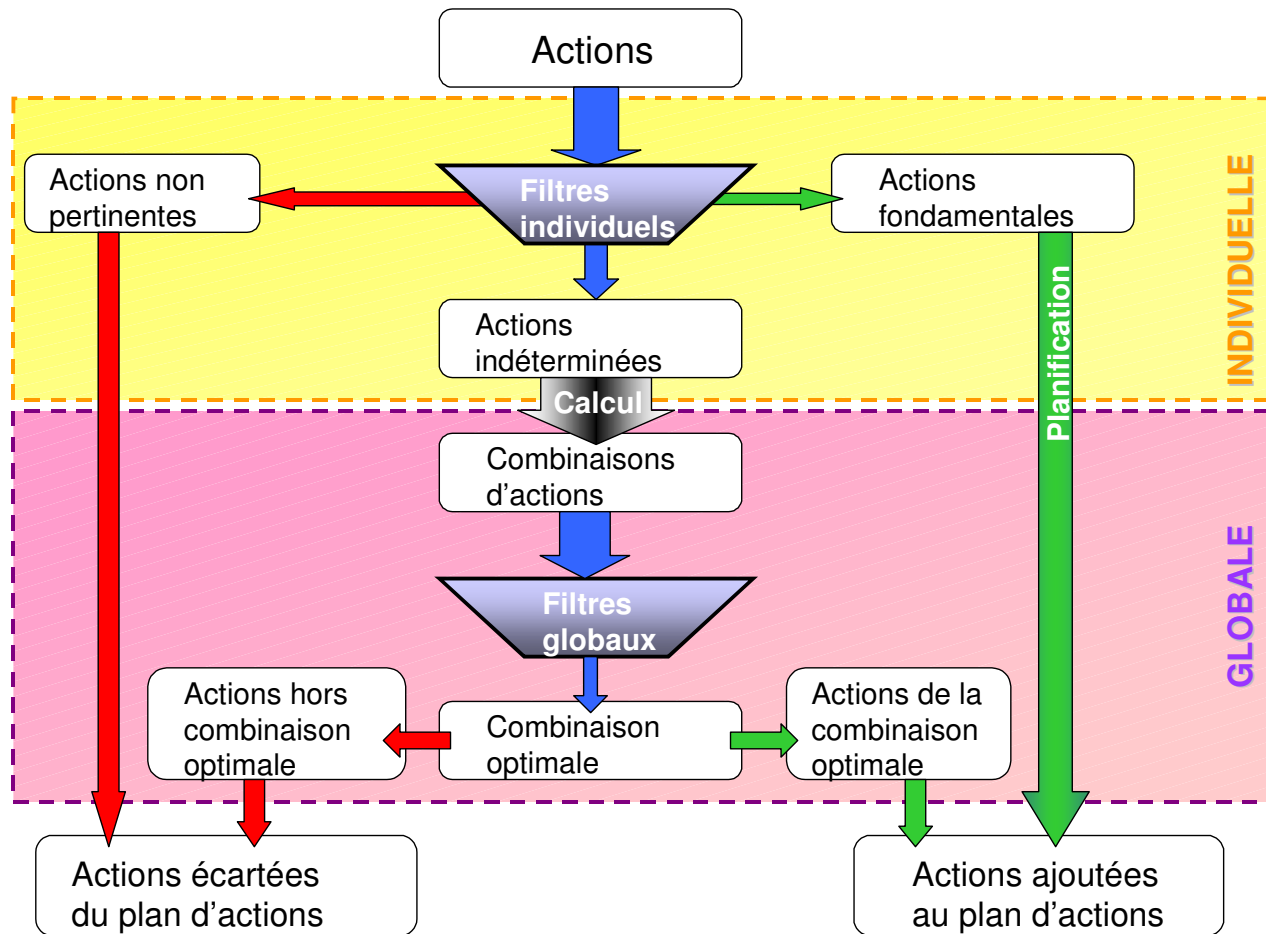 Actions
Actions non
pertinentes
Filtres
individuels
Actions
fondamentales
INDIVIDUELLE
Planification
Actions
indéterminées
Calcul
Combinaisons
d'actions
GLOBALE
Filtres
globaux
Actions hors
combinaison
optimale
Combinaison
optimale
Actions de la
combinaison
optimale
Actions écartées
du plan d'actions
Actions ajoutées
au plan d'actions